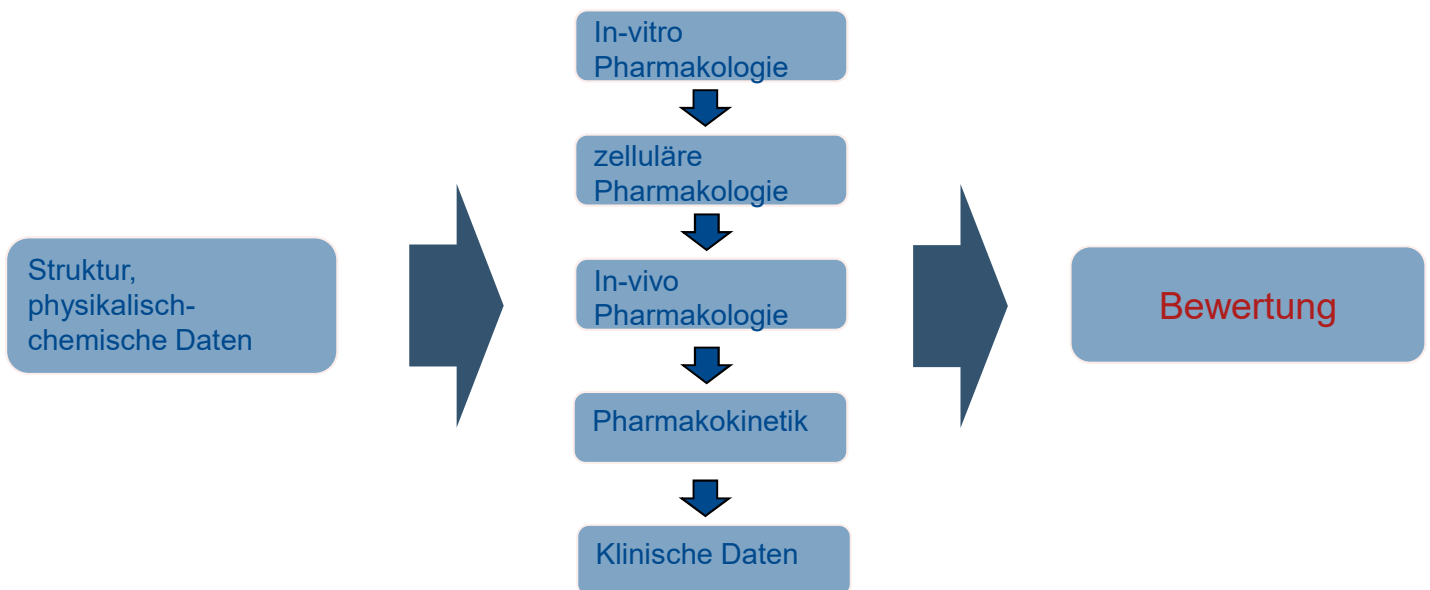 Struktur,
physikalisch-
chemische Daten
In-vitro
Pharmakologie
zelluläre
Pharmakologie
In-vivo
Pharmakologie
Pharmakokinetik
Klinische Daten
Bewertung